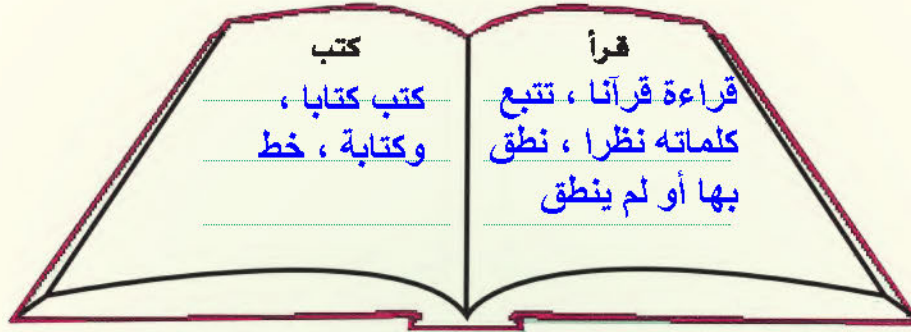 قرأ
قراءة قرآنا ، تتبع
كلماته نظرا ، نطق
بها أو لم ينطق
كتب
كتب كتابا ،
وكتابة ، خط